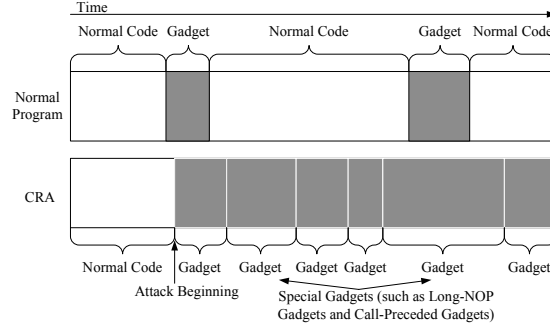 Time
Normal Code Gadget Normal Code Gadget Normal Code
Normal
Program
CRA
Normal Code Gadget Gadget Gadget Gadget Gadget Gadget
Attack Beginning
Special Gadgets (such as Long-NOP
Gadgets and Call-Preceded Gadgets)